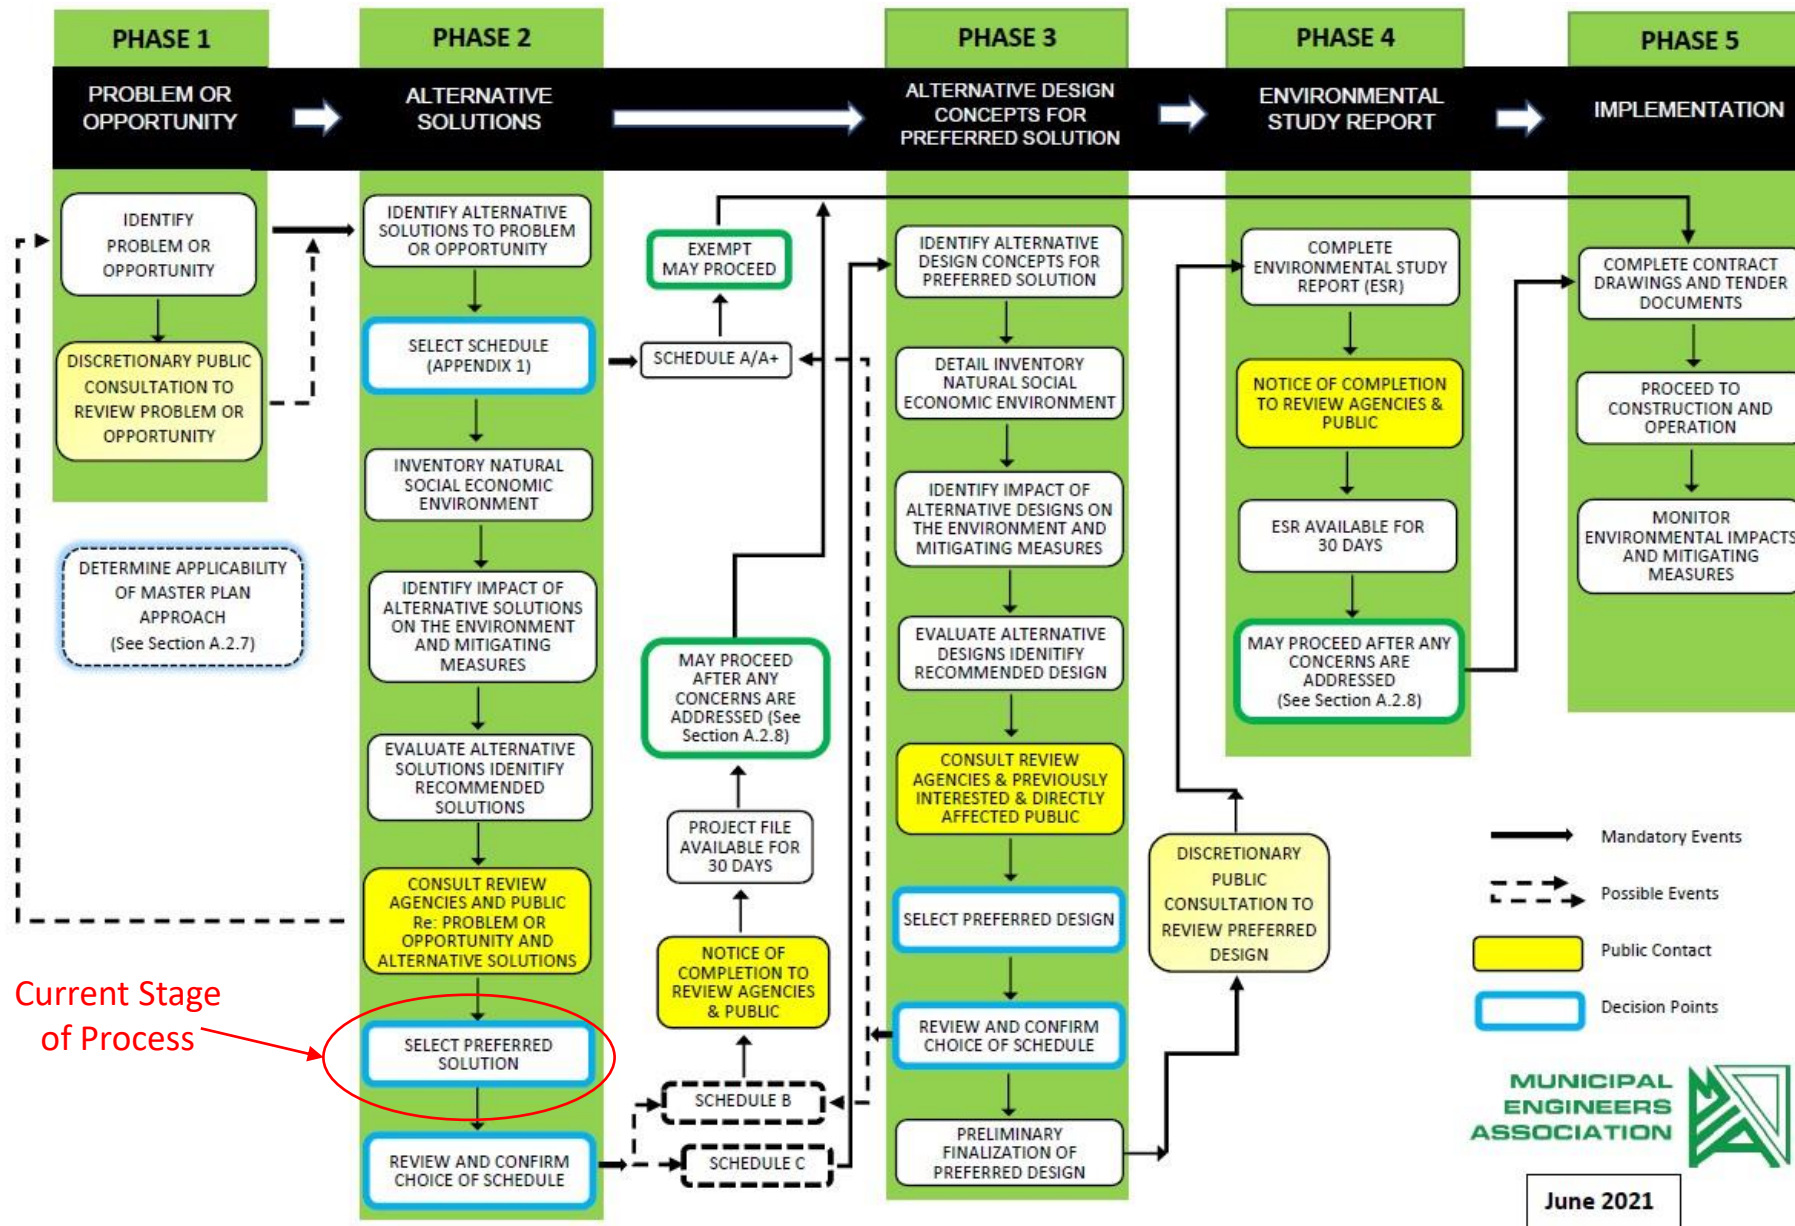 PHASE 1
PROBLEM OR
OPPORTUNITY
IDENTIFY
PROBLEM OR
OPPORTUNITY
DISCRETIONARY PUBLIC
CONSULTATION TO
REVIEW PROBLEM OR
OPPORTUNITY
DETERMINE APPLICABILITY
OF MASTER PLAN
APPROACH
(See Section A.2.7)
Current Stage
of Process
PHASE 2
ALTERNATIVE
SOLUTIONS
IDENTIFY ALTERNATIVE
SOLUTIONS TO PROBLEM
OR OPPORTUNITY
SELECT SCHEDULE
(APPENDIX 1)
INVENTORY NATURAL
SOCIAL ECONOMIC
ENVIRONMENT
IDENTIFY IMPACT OF
ALTERNATIVE SOLUTIONS
ON THE ENVIRONMENT
AND MITIGATING
MEASURES
EVALUATE ALTERNATIVE
SOLUTIONS IDENITIFY
RECOMMENDED
SOLUTIONS
CONSULT REVIEW
AGENCIES AND PUBLIC
Re: PROBLEM OR
OPPORTUNITY AND
ALTERNATIVE SOLUTIONS
SELECT PREFERRED
SOLUTION
REVIEW AND CONFIRM
CHOICE OF SCHEDULE
EXEMPT
MAY PROCEED
SCHEDULE A/A+
MAY PROCEED
AFTER ANY
CONCERNS ARE
ADDRESSED (See
Section A.2.8)
PROJECT FILE
AVAILABLE FOR
30 DAYS
NOTICE OF
COMPLETION TO
REVIEW AGENCIES
& PUBLIC
SCHEDULE B
SCHEDULE C
PHASE 3
ALTERNATIVE DESIGN
CONCEPTS FOR
PREFERRED SOLUTION
IDENTIFY ALTERNATIVE
DESIGN CONCEPTS FOR
PREFERRED SOLUTION
DETAIL INVENTORY
NATURAL SOCIAL
ECONOMIC ENVIRONMENT
IDENTIFY IMPACT OF
ALTERNATIVE DESIGNS ON
THE ENVIRONMENT AND
MITIGATING MEASURES
EVALUATE ALTERNATIVE
DESIGNS IDENTIFY
RECOMMENDED DESIGN
CONSULT REVIEW
AGENCIES & PREVIOUSLY
INTERESTED & DIRECTLY
AFFECTED PUBLIC
SELECT PREFERRED DESIGN
REVIEW AND CONFIRM
CHOICE OF SCHEDULE
PRELIMINARY
FINALIZATION OF
PREFERRED DESIGN
DISCRETIONARY
PUBLIC
CONSULTATION TO
REVIEW PREFERRED
DESIGN
PHASE 4
ENVIRONMENTAL
STUDY REPORT
COMPLETE
ENVIRONMENTAL STUDY
REPORT (ESR)
NOTICE OF COMPLETION
TO REVIEW AGENCIES &
PUBLIC
ESR AVAILABLE FOR
30 DAYS
MAY PROCEED AFTER ANY
CONCERNS ARE
ADDRESSED
(See Section A.2.8)
PHASE 5
IMPLEMENTATION
COMPLETE CONTRACT
DRAWINGS AND TENDER
DOCUMENTS
PROCEED TO
CONSTRUCTION AND
OPERATION
MONITOR
ENVIRONMENTAL IMPACTS
AND MITIGATING
MEASURES
Mandatory Events
Possible Events
Public Contact
Decision Points
MUNICIPAL
ENGINEERS
ASSOCIATION
June 2021